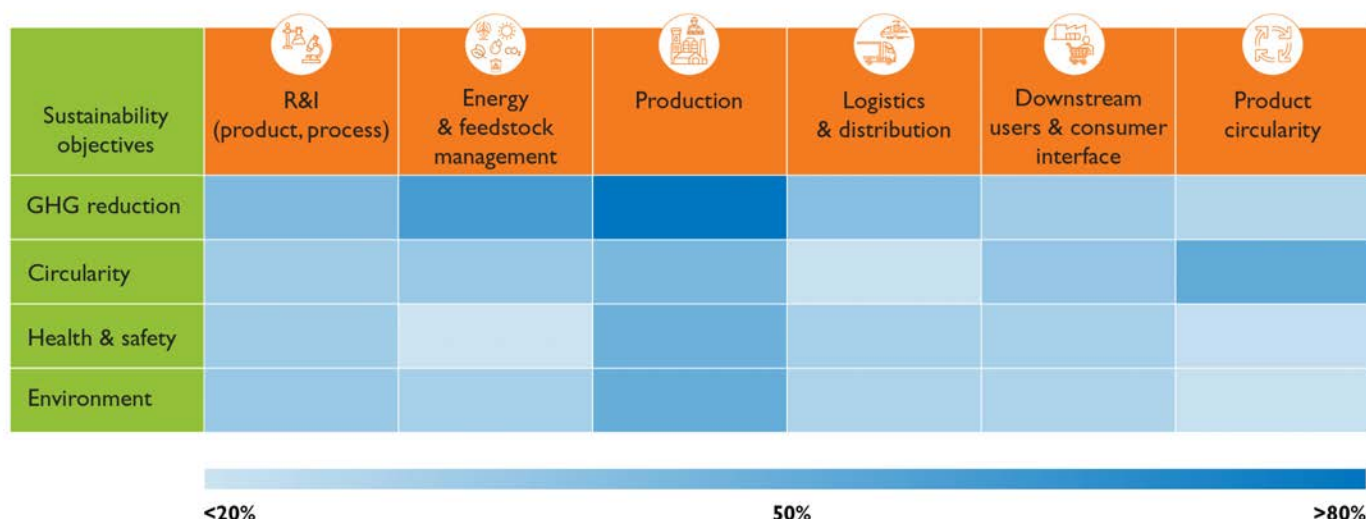 Sustainability
objectives
R&I
(product, process)
Energy
& feedstock
management
Production
Logistics
& distribution
Downstream
users & consumer
interface
Product
circularity
GHG reduction
Circularity
Health & safety
Environment
<20%
50%
>80%